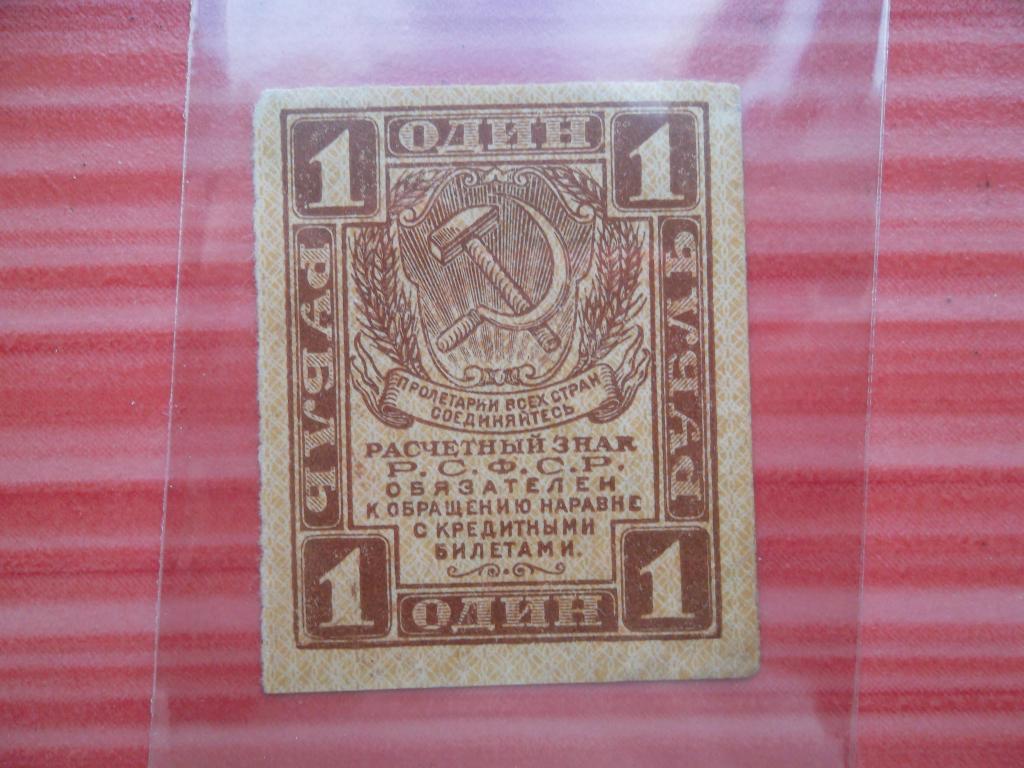 1 ОДИН 1
РУБЛЬ
РУБЛЬ
ПРОЛЕТАРИИ ВСЕХ СТРАН
СОЕДИНЯЙТЕСЬ
РАСЧЕТНЫЙ ЗНАК
Р.С.Ф.С.Р.
ОБЯЗАТЕЛЕН
К ОБРАЩЕНИЮ НАРАВНЕ
С КРЕДИТНЫМИ
БИЛЕТАМИ.
1 ОДИН 1